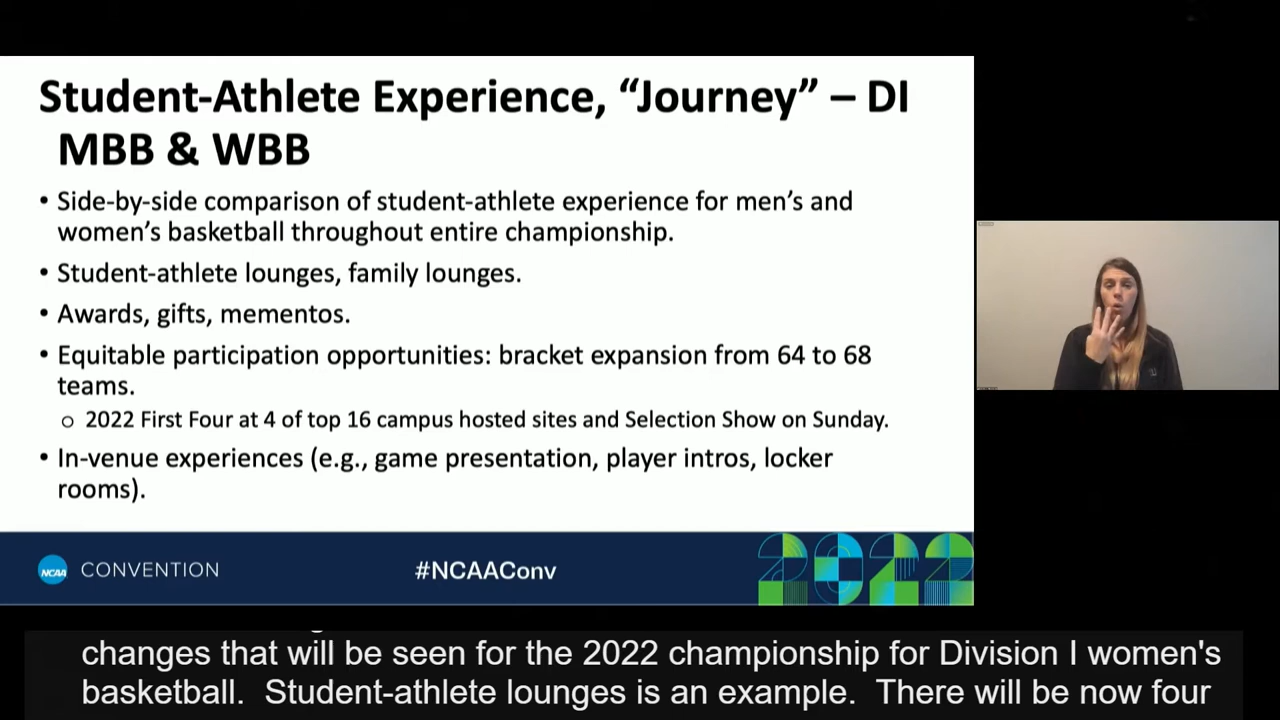 Student-Athlete Experience, “Journey” – DI
MBB & WBB
• Side-by-side comparison of student-athlete experience for men’s and
women’s basketball throughout entire championship.
• Student-athlete lounges, family lounges.
• Awards, gifts, mementos.
• Equitable participation opportunities: bracket expansion from 64 to 68
teams.
o 2022 First Four at 4 of top 16 campus hosted sites and Selection Show on Sunday.
• In-venue experiences (e.g., game presentation, player intros, locker
rooms).
NCAA CONVENTION
#NCAAConv
2022
changes that will be seen for the 2022 championship for Division I women's
basketball.  Student-athlete lounges is an example.  There will be now four